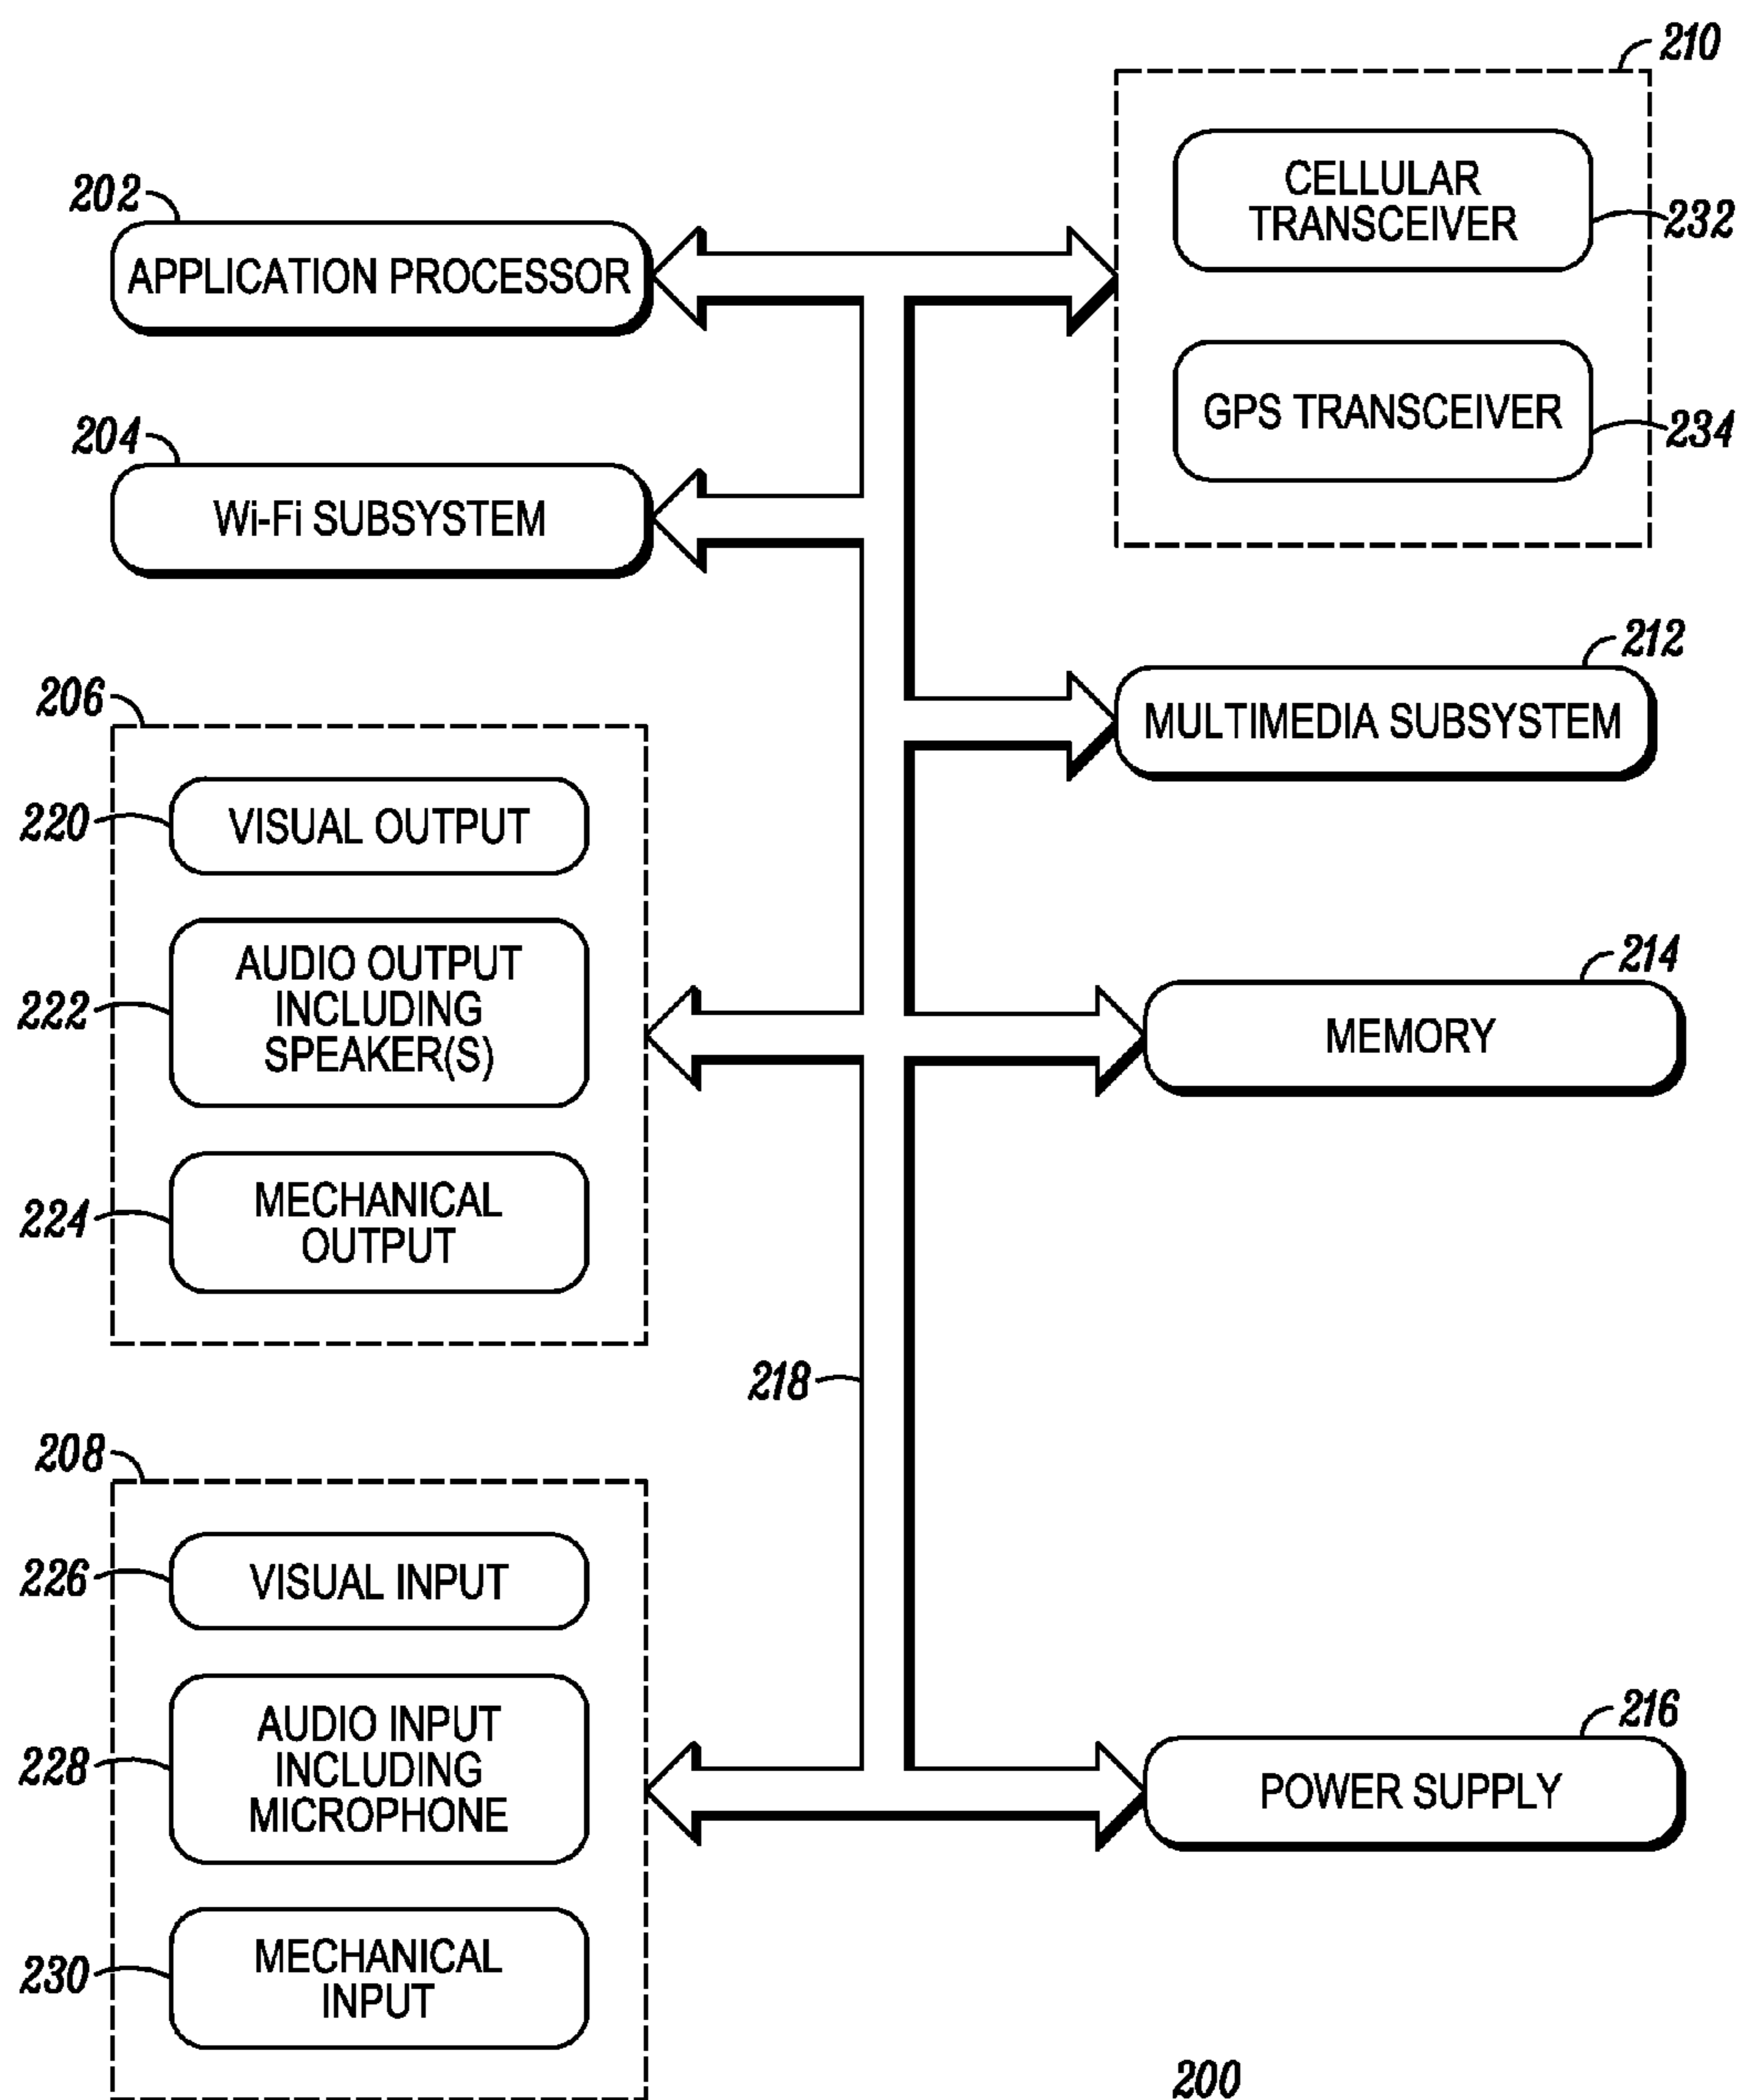 210
CELLULAR
TRANSCEIVER
232
202
APPLICATION PROCESSOR
GPS TRANSCEIVER
234
204
Wi-Fi SUBSYSTEM
212
MULTIMEDIA SUBSYSTEM
206
220
VISUAL OUTPUT
222
AUDIO OUTPUT
INCLUDING
SPEAKER(S)
214
MEMORY
224
MECHANICAL
OUTPUT
218
208
226
VISUAL INPUT
228
AUDIO INPUT
INCLUDING
MICROPHONE
216
POWER SUPPLY
230
MECHANICAL
INPUT
200